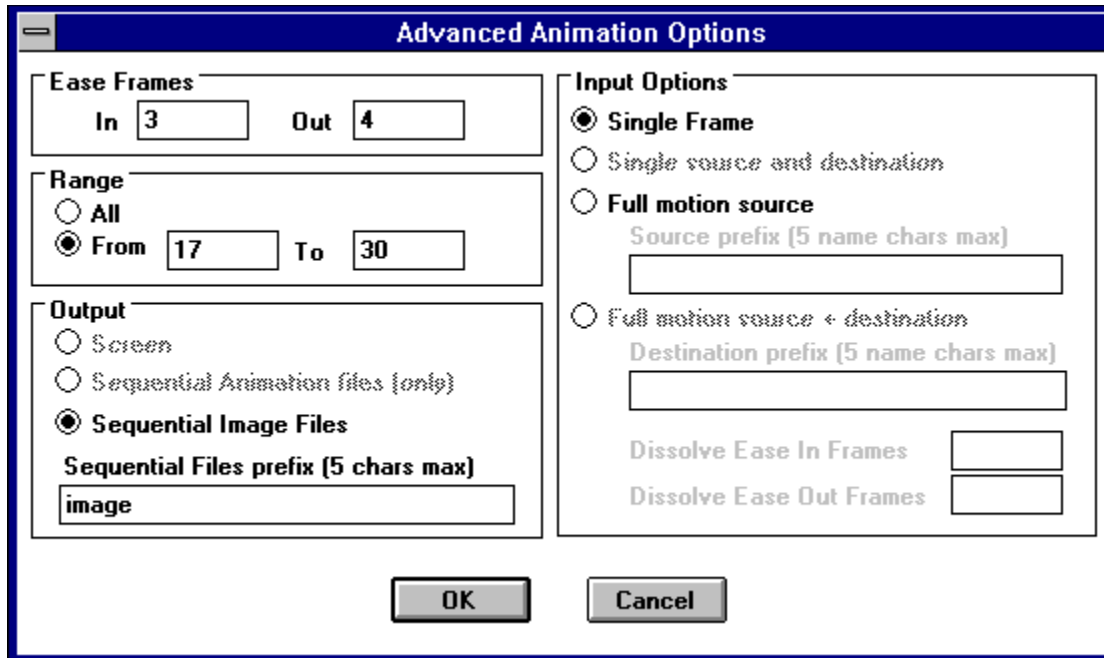 Advanced Animation Options
Ease Frames
In 3 Out 4
Range
All
From 17 To 30
Output
Screen
Sequential Animation files (only)
Sequential Image Files
Sequential Files prefix (5 chars max)
image
Input Options
Single Frame
Single source and destination
Full motion source
Source prefix (5 name chars max)
Full motion source + destination
Destination prefix (5 name chars max)
Dissolve Ease In Frames
Dissolve Ease Out Frames
OK Cancel